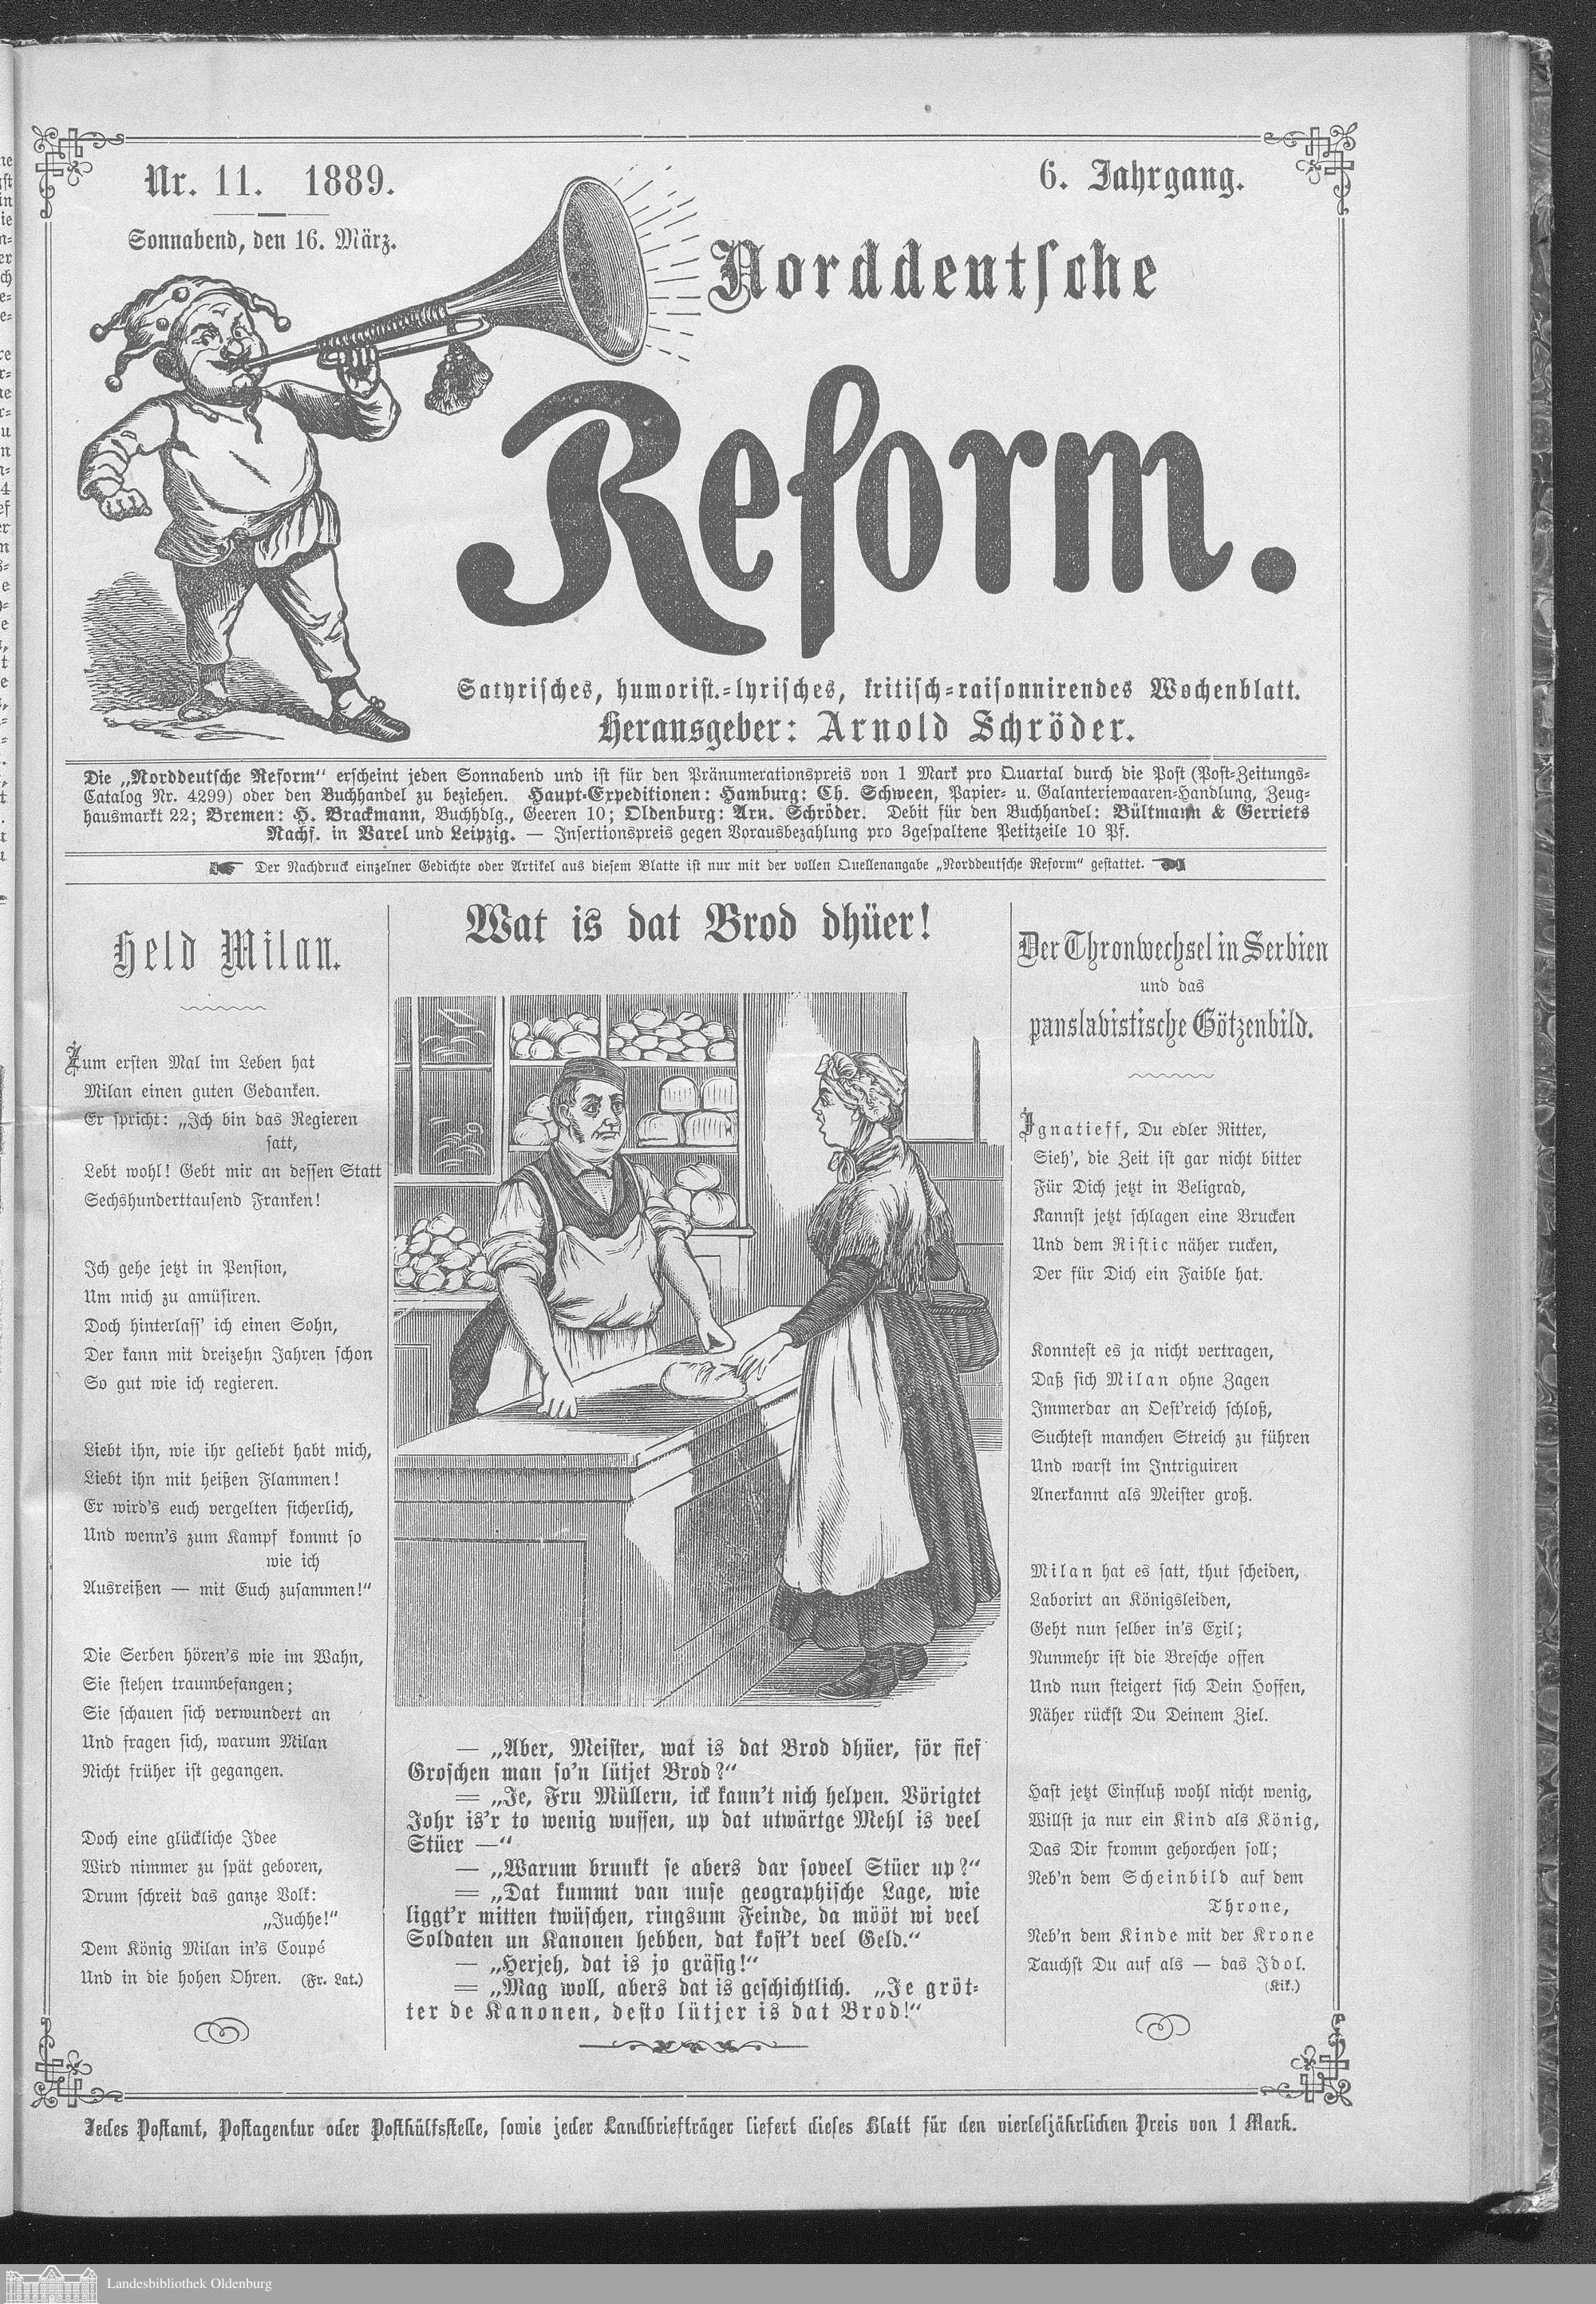 Nr. 11. 1889.
Sonnabend, den 16. März.
6. Jahrgang.
Norddeutsche
Reform.
Satyrisches, humorist.-lyrisches, kritisch-raisonnirendes Wochenblatt.
Herausgeber: Arnold Schröder.
Die „Norddeutsche Reform“ erscheint jeden Sonnabend und ist für den Pränumerationspreis von 1 Mark pro Quartal durch die Post (Post-Zeitungs-
Catalog Nr. 4299) oder den Buchhandel zu beziehen. Haupt-Expeditionen: Hamburg: Ch. Schween, Papier- u. Galanteriewaaren-Handlung, Zeug-
hausmarkt 22; Bremen: H. Brackmann, Buchhdlg., Geeren 10; Oldenburg: Arn. Schröder. Debit für den Buchhandel: Bültmann & Gerriets
Nachf. in Varel und Leipzig. — Insertionspreis gegen Vorausbezahlung pro 3gespaltene Petitzeile 10 Pf.
Der Nachdruck einzelner Gedichte oder Artikel aus diesem Blatte ist nur mit der vollen Quellenangabe „Norddeutsche Reform“ gestattet.
Held Milan.
Zum ersten Mal im Leben hat
Milan einen guten Gedanken.
Er spricht: „Ich bin das Regieren
satt,
Lebt wohl! Gebt mir an dessen Statt
Sechshunderttausend Franken!
Ich gehe jetzt in Pension,
Um mich zu amüsiren.
Doch hinterlass' ich einen Sohn,
Der kann mit dreizehn Jahren schon
So gut wie ich regieren.
Liebt ihn, wie ihr geliebt habt mich,
Liebt ihn mit heißen Flammen!
Er wird's euch vergelten sicherlich,
Und wenn's zum Kampf kommt so
wie ich
Ausreißen — mit Euch zusammen!“
Die Serben hören's wie im Wahn,
Sie stehen traumbefangen;
Sie schauen sich verwundert an
Und fragen sich, warum Milan
Nicht früher ist gegangen.
Doch eine glückliche Idee
Wird nimmer zu spät geboren,
Drum schreit das ganze Volk:
„Juchhe!“
Dem König Milan in's Coupé
Und in die hohen Ohren. (Fr. Lat.)
Wat is dat Brod dhüer!
— „Aber, Meister, wat is dat Brod dhüer, för fief
Groschen man so'n lütjet Brod?“
= „Je, Fru Müllern, ick kann't nich helpen. Vörigtet
Johr is'r to wenig wussen, up dat utwärtge Mehl is veel
Stüer —“
— „Warum bruukt se abers dar soveel Stüer up?“
= „Dat kummt van unse geographische Lage, wie
liggt'r mitten twüschen, ringsum Feinde, da mööt wi veel
Soldaten un Kanonen hebben, dat kost't veel Geld.“
— „Herjeh, dat is jo gräsig!“
= „Mag woll, abers dat is geschichtlich. „Je gröt-
ter de Kanonen, desto lütjer is dat Brod!“
Der Thronwechsel in Serbien
und das
panslavistische Götzenbild.
Ignatieff, Du edler Ritter,
Sieh', die Zeit ist gar nicht bitter
Für Dich jetzt in Beligrad,
Kannst jetzt schlagen eine Brucken
Und dem Ristic näher rucken,
Der für Dich ein Faible hat.
Konntest es ja nicht vertragen,
Daß sich Milan ohne Zagen
Immerdar an Oest'reich schloß,
Suchtest manchen Streich zu führen
Und warst im Intriguiren
Anerkannt als Meister groß.
Milan hat es satt, thut scheiden,
Laborirt an Königsleiden,
Geht nun selber in's Exil;
Nunmehr ist die Bresche offen
Und nun steigert sich Dein Hoffen,
Näher rückst Du Deinem Ziel.
Hast jetzt Einfluß wohl nicht wenig,
Willst ja nur ein Kind als König,
Das Dir fromm gehorchen soll;
Neb'n dem Scheinbild auf dem
Throne,
Neb'n dem Kinde mit der Krone
Tauchst Du auf als — das Idol.
(Kik.)
Jedes Postamt, Postagentur oder Posthülfsstelle, sowie jeder Landbriefträger liefert dieses Blatt für den vierteljährlichen Preis von 1 Mark.
Landesbibliothek Oldenburg